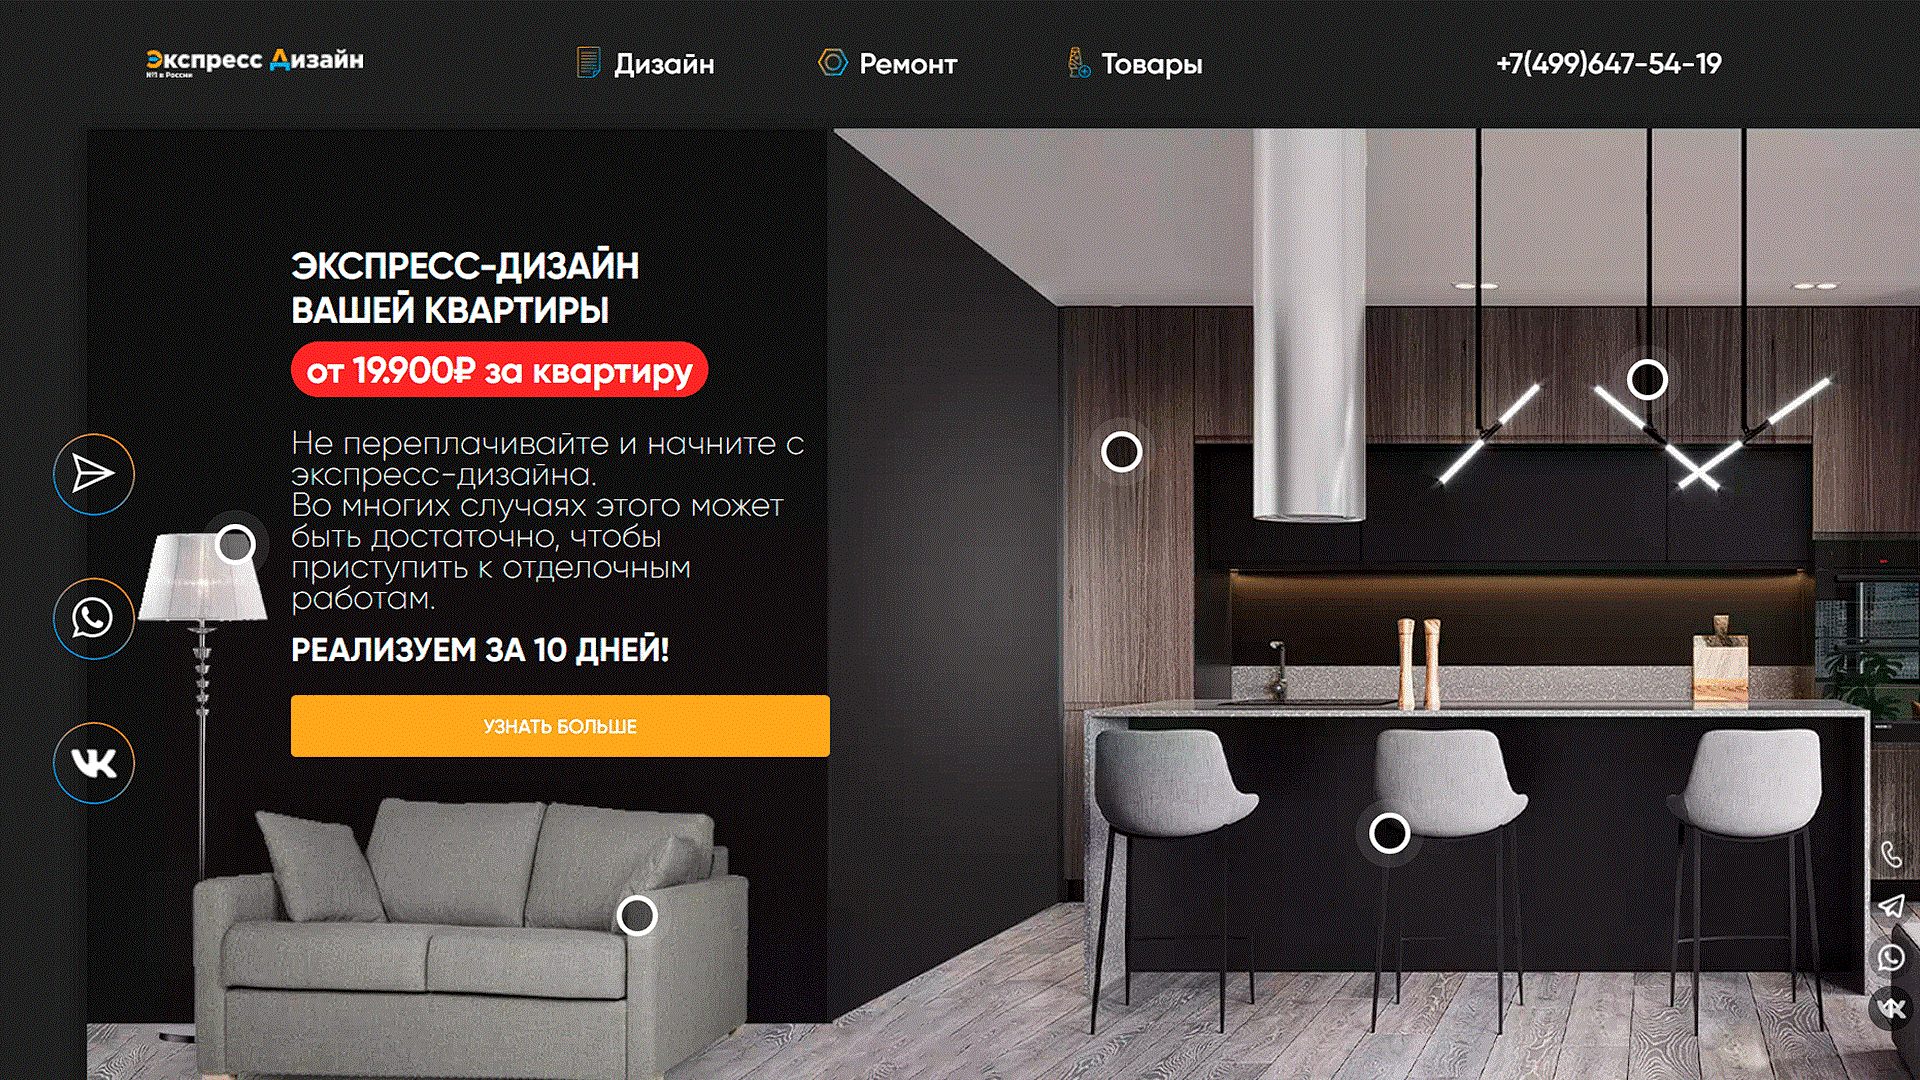 Экспресс Дизайн
№1 в России
Дизайн
Ремонт
Товары
+7(499)647-54-19
ЭКСПРЕСС-ДИЗАЙН
ВАШЕЙ КВАРТИРЫ
от 19.900₽ за квартиру
Не переплачивайте и начните с
экспресс-дизайна.
Во многих случаях этого может
быть достаточно, чтобы
приступить к отделочным
работам.
РЕАЛИЗУЕМ ЗА 10 ДНЕЙ!
УЗНАТЬ БОЛЬШЕ